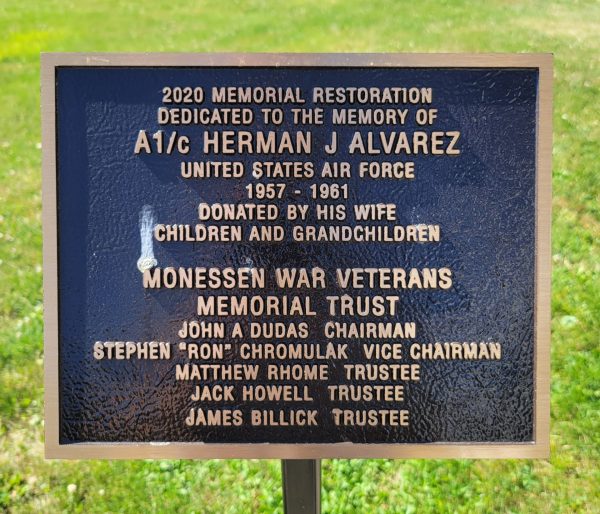 2020 MEMORIAL RESTORATION
DEDICATED TO THE MEMORY OF
A1/c HERMAN J ALVAREZ
UNITED STATES AIR FORCE
1957 - 1961
DONATED BY HIS WIFE
CHILDREN AND GRANDCHILDREN
MONESSEN WAR VETERANS
MEMORIAL TRUST
JOHN A DUDAS CHAIRMAN
STEPHEN "RON" CHROMULAK VICE CHAIRMAN
MATTHEW RHOME TRUSTEE
JACK HOWELL TRUSTEE
JAMES BILLICK TRUSTEE